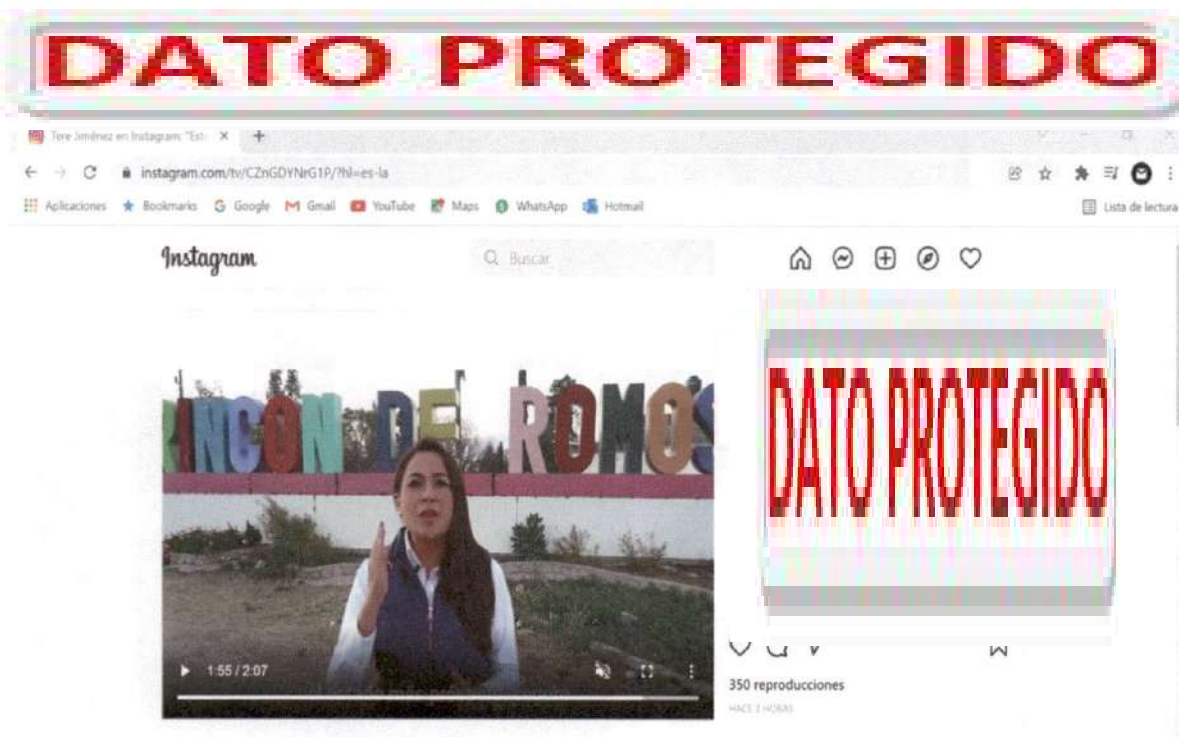 DATO PROTEGIDO
Tere Jiménez en Instagram: "Est
instagram.com/tv/CZnGDYNrG1P/?hl=es-la
Aplicaciones Bookmarks Google Gmail YouTube Maps WhatsApp Hotmail Lista de lectura
Instagram
Buscar
RINCON DE ROMOS
DATO PROTEGIDO
1:55 / 2:07
350 reproducciones
HACE 3 HORAS